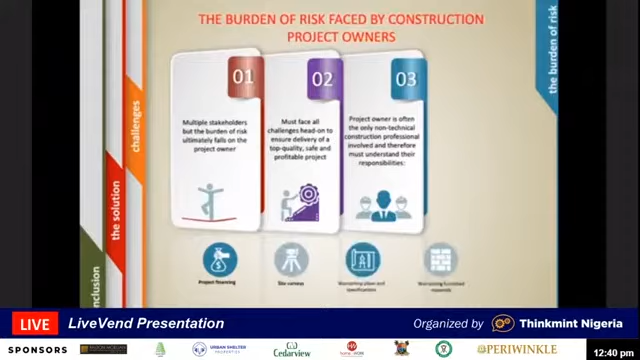 THE BURDEN OF RISK FACED BY CONSTRUCTION
PROJECT OWNERS
the burden of risk
challenges
the solution
01
Multiple stakeholders
but the burden of risk
ultimately falls on the
project owner
02
Must face all
challenges head-on to
ensure delivery of a
top-quality, safe and
profitable project
03
Project owner is often
the only non-technical
construction professional
involved and therefore
must understand their
responsibilities:
Project financing
Site surveys
LIVE
LiveVend Presentation
Organized by
Thinkmint Nigeria
SPONSORS
URBAN SHELTER
Cedarview
PERIWINKLE
12:40 pm